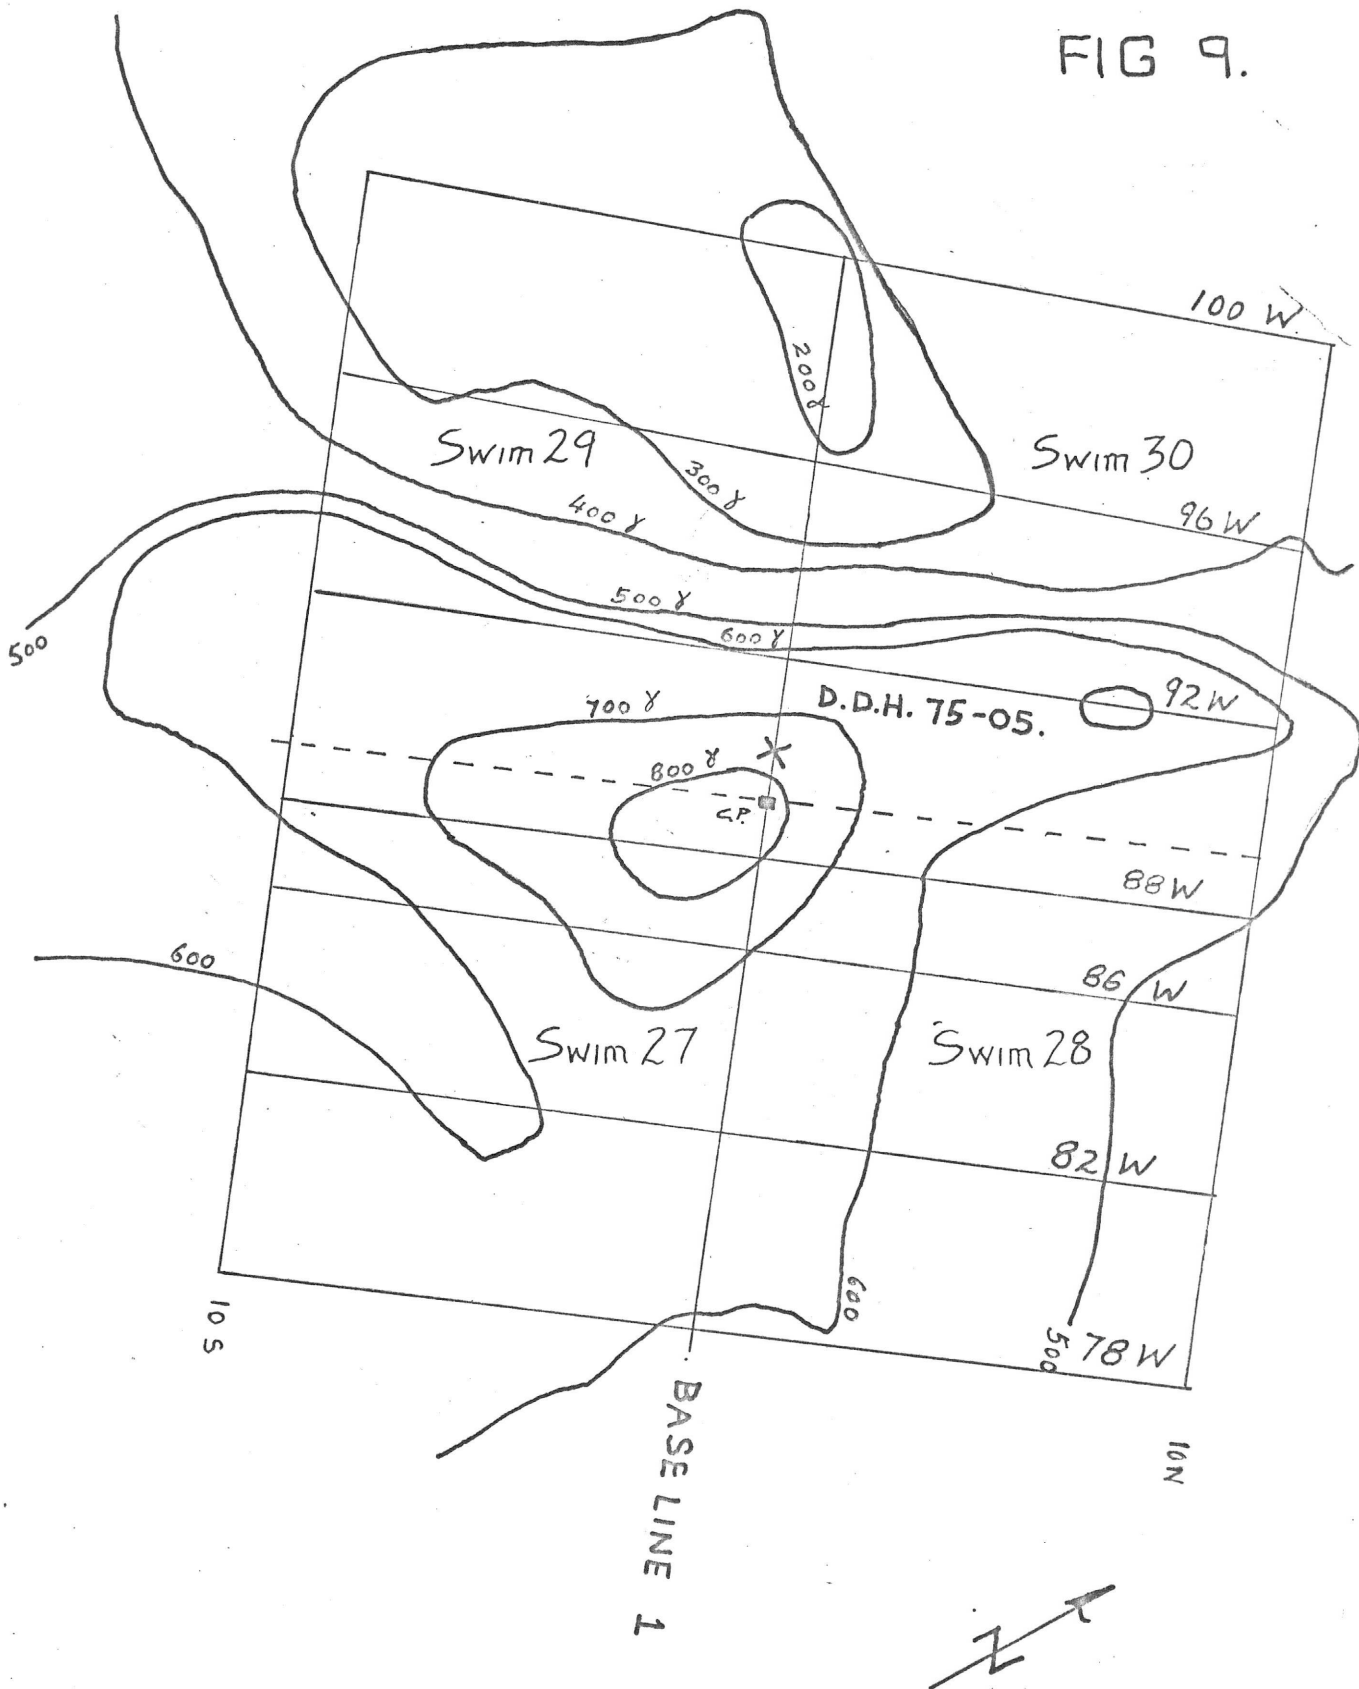 FIG 9.
100 W
200 γ
Swim 29
Swim 30
300 γ
96 W
400 γ
500 γ
600 γ
500
92 W
D.D.H. 75-05.
700 γ
X
800 γ
C.P.
88 W
600
86 W
Swim 27
Swim 28
82 W
600
10 S
500
78 W
BASE LINE 1
10 N
N